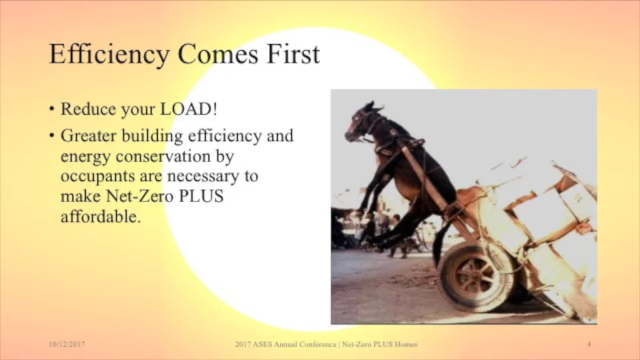 Efficiency Comes First
• Reduce your LOAD!
• Greater building efficiency and
energy conservation by
occupants are necessary to
make Net-Zero PLUS
affordable.
10/12/2017
2017 ASES Annual Conference | Net-Zero PLUS Homes
4